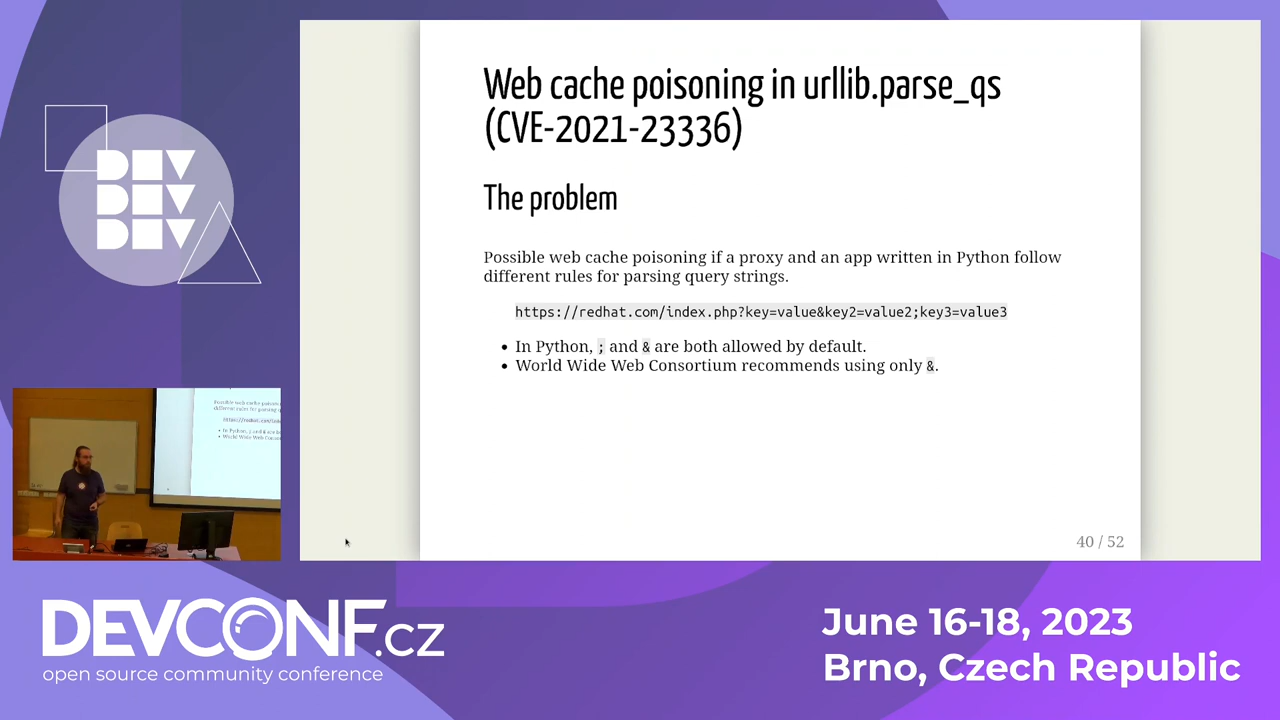 DEV
DEV
DEV
Web cache poisoning in urllib.parse_qs
(CVE-2021-23336)
The problem
Possible web cache poisoning if a proxy and an app written in Python follow
different rules for parsing query strings.
https://redhat.com/index.php?key=value&key2=value2;key3=value3
• In Python, ; and & are both allowed by default.
• World Wide Web Consortium recommends using only &.
40 / 52
DEVCONF.cz
open source community conference
June 16-18, 2023
Brno, Czech Republic